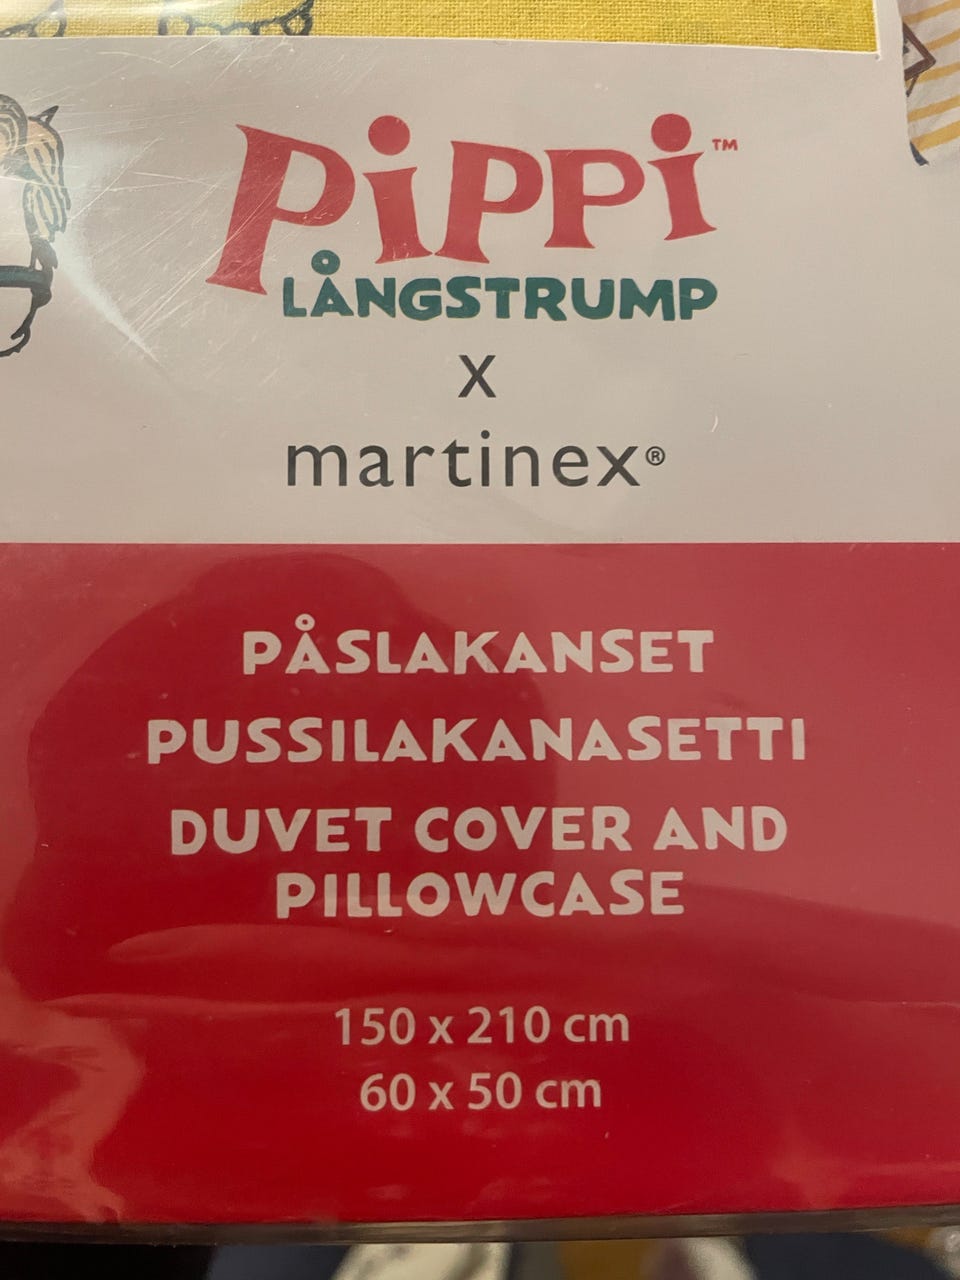 PiPPi™
LÅNGSTRUMP
x
martinex®
PÅSLAKANSET
PUSSILAKANASETTI
DUVET COVER AND
PILLOWCASE
150 x 210 cm
60 x 50 cm